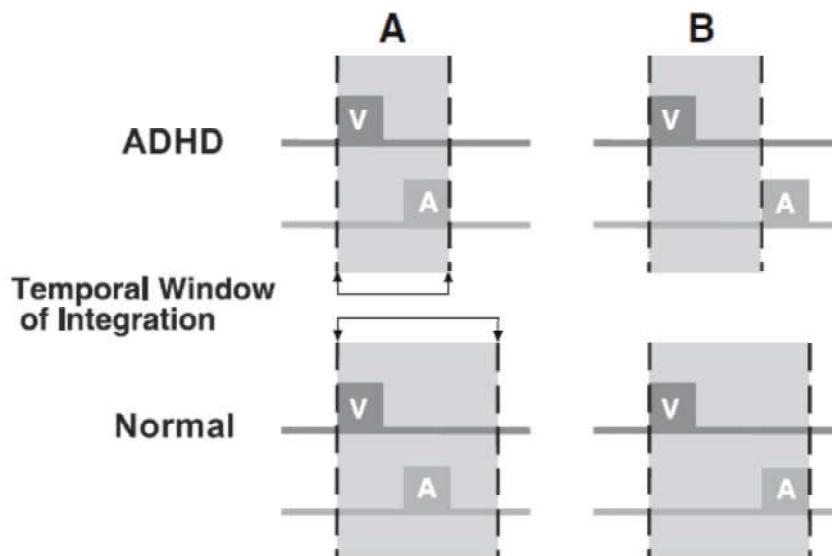 A
B
V
V
ADHD
A
A
Temporal Window
of Integration
V
V
Normal
A
A